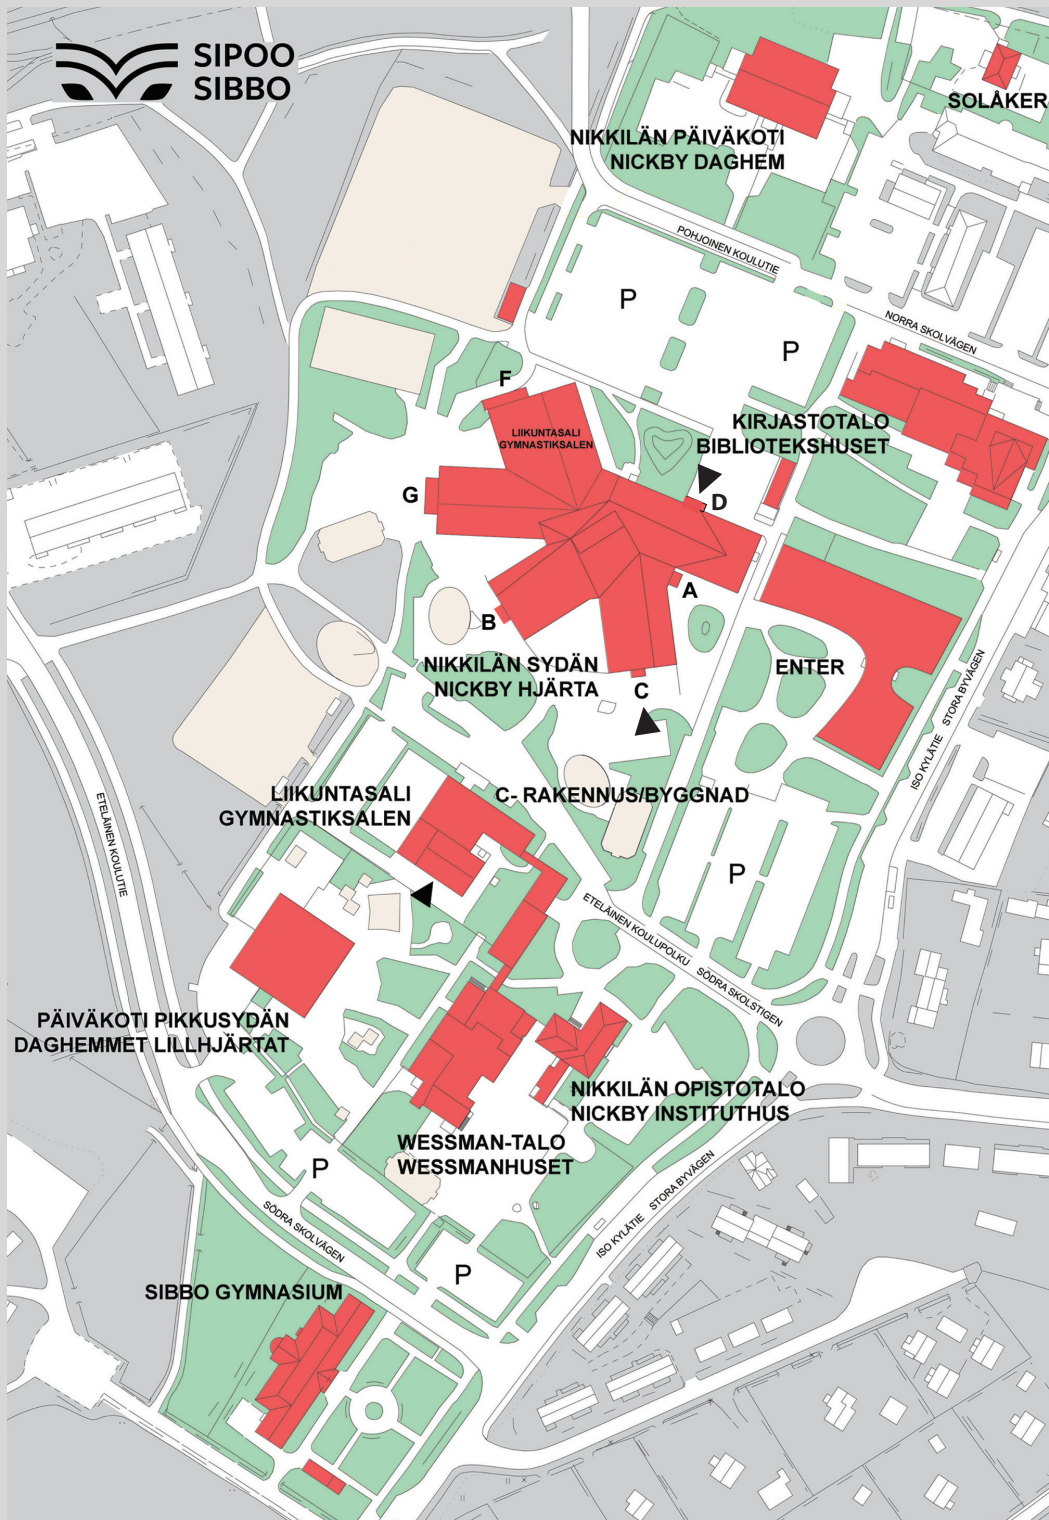 SIPOO
SIBBO
SOLÅKER
NIKKILÄN PÄIVÄKOTI
NICKBY DAGHEM
POHJOINEN KOULUTIE
P
NORRA SKOLVÄGEN
P
F
KIRJASTOTALO
BIBLIOTEKSHUSET
LIIKUNTASALI
GYMNASTIKSALEN
G
D
A
B
NIKKILÄN SYDÄN
NICKBY HJÄRTA
ENTER
C
ISO KYLÄTIE STORA BYVÄGEN
LIIKUNTASALI
GYMNASTIKSALEN
C- RAKENNUS/BYGGNAD
ETELÄINEN KOULUTIE
P
ETELÄINEN KOULUPOLKU SÖDRA SKOLSTIGEN
PÄIVÄKOTI PIKKUSYDÄN
DAGHEMMET LILLHJÄRTAT
NIKKILÄN OPISTOTALO
NICKBY INSTITUTHUS
WESSMAN-TALO
WESSMANHUSET
P
ISO KYLÄTIE STORA BYVÄGEN
SÖDRA SKOLVÄGEN
P
SIBBO GYMNASIUM